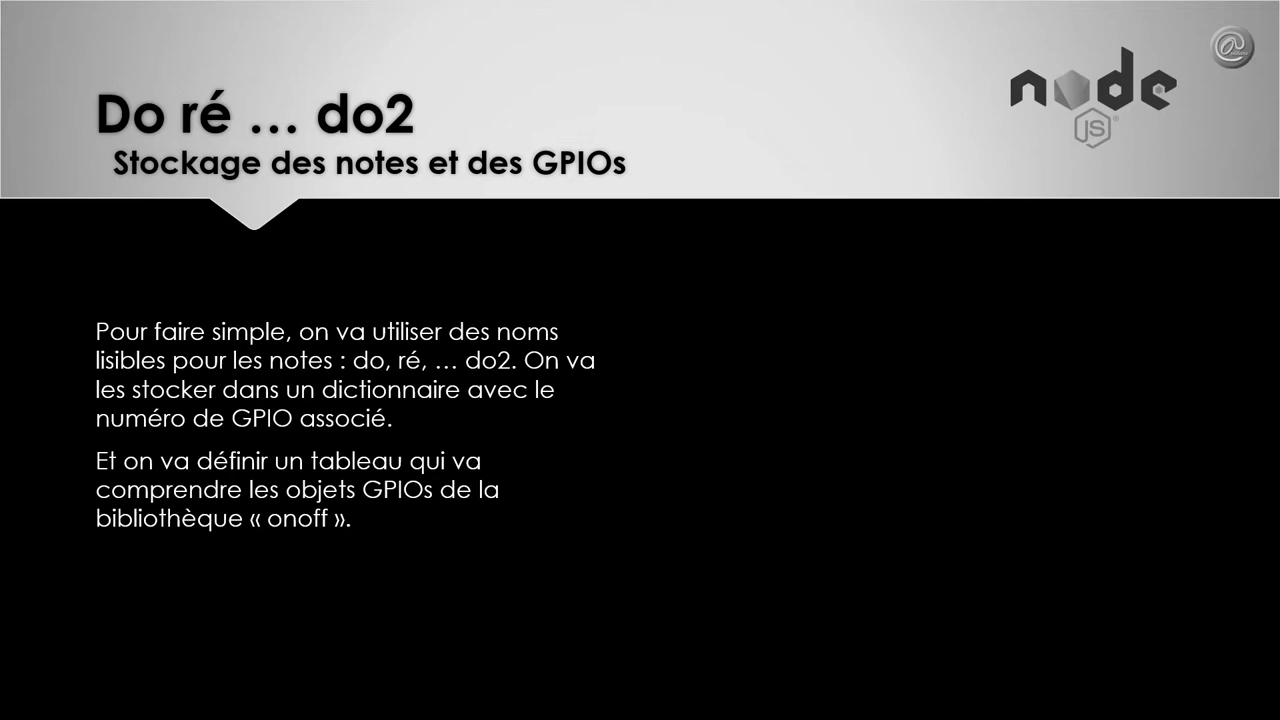 Do ré … do2
Stockage des notes et des GPIOs
node
JS
Pour faire simple, on va utiliser des noms
lisibles pour les notes : do, ré, … do2. On va
les stocker dans un dictionnaire avec le
numéro de GPIO associé.
Et on va définir un tableau qui va
comprendre les objets GPIOs de la
bibliothèque « onoff ».